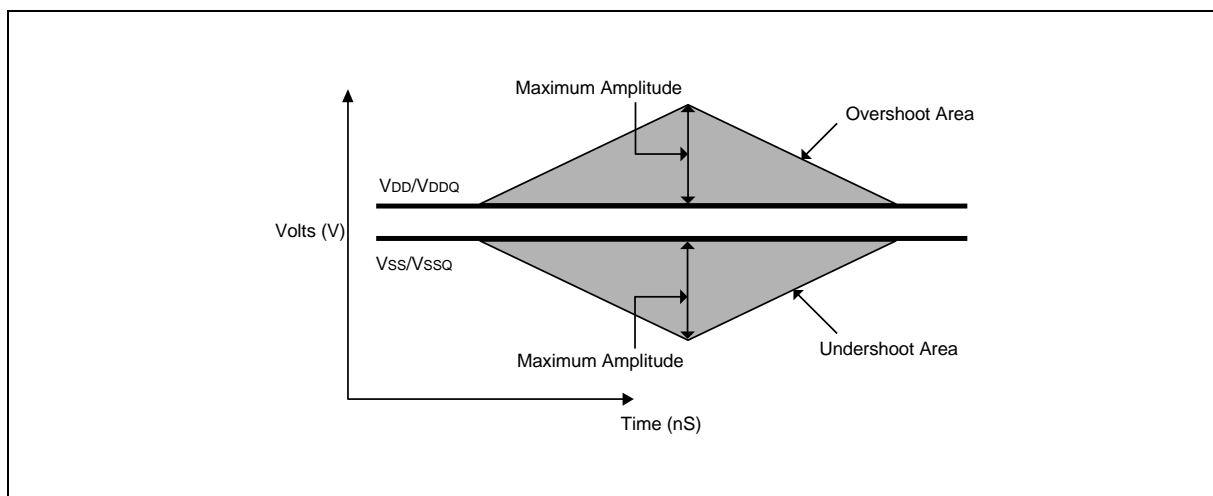 Maximum Amplitude
Overshoot Area
VDD/VDDQ
Volts (V)
VSS/VSSQ
Undershoot Area
Maximum Amplitude
Time (nS)